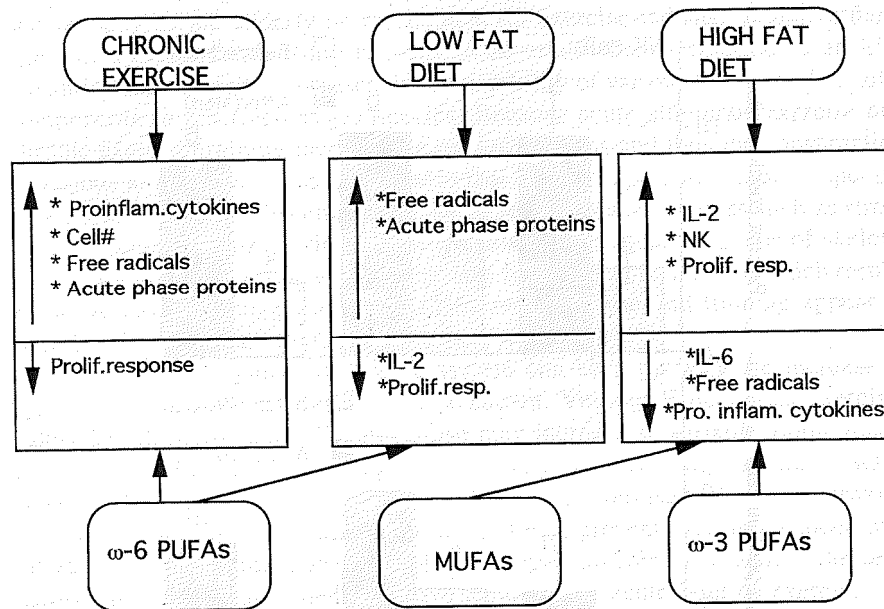 CHRONIC
EXERCISE
LOW FAT
DIET
HIGH FAT
DIET
* Proinflam.cytokines
* Cell#
* Free radicals
* Acute phase proteins
Prolif.response
*Free radicals
*Acute phase proteins
*IL-2
*Prolif.resp.
*IL-2
*NK
*Prolif. resp.
*IL-6
*Free radicals
*Pro. inflam. cytokines
ω-6 PUFAs
MUFAs
ω-3 PUFAs